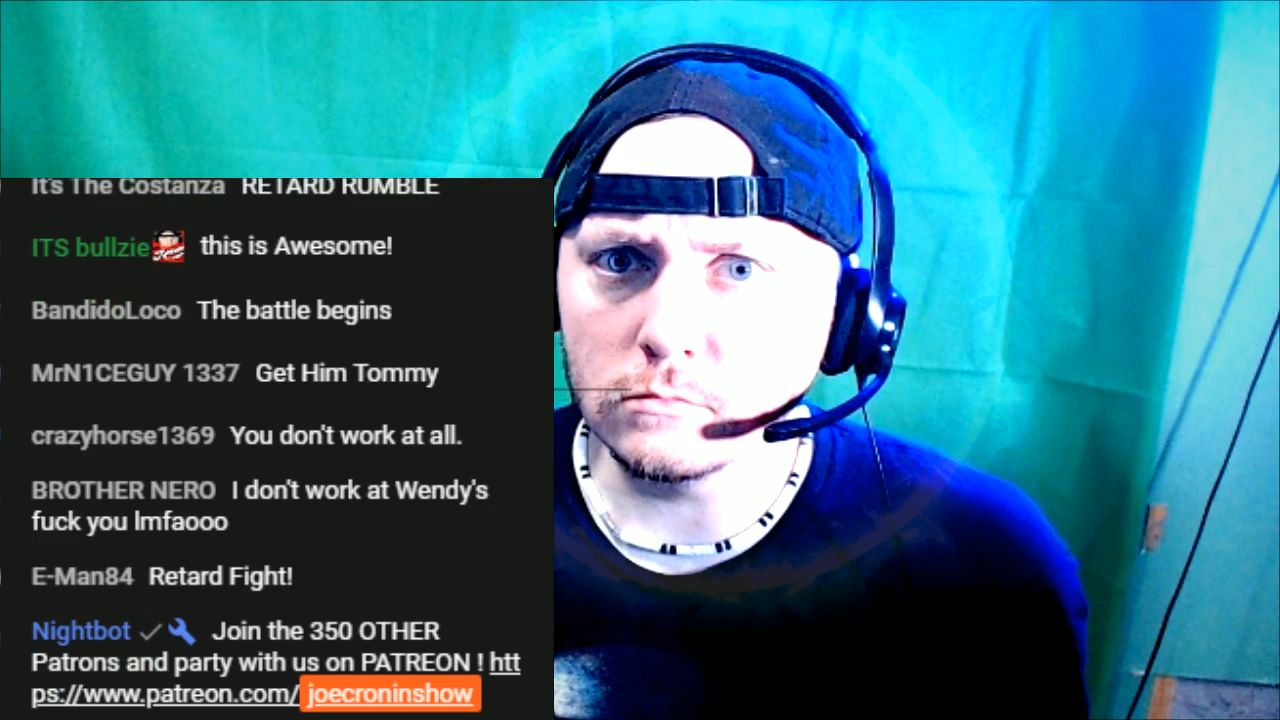 It's The Costanza RETARD RUMBLE
ITS bullzie this is Awesome!
BandidoLoco The battle begins
MrN1CEGUY 1337 Get Him Tommy
crazyhorse1369 You don't work at all.
BROTHER NERO I don't work at Wendy's
fuck you lmfaooo
E-Man84 Retard Fight!
Nightbot Join the 350 OTHER
Patrons and party with us on PATREON ! htt
ps://www.patreon.com/joecroninshow